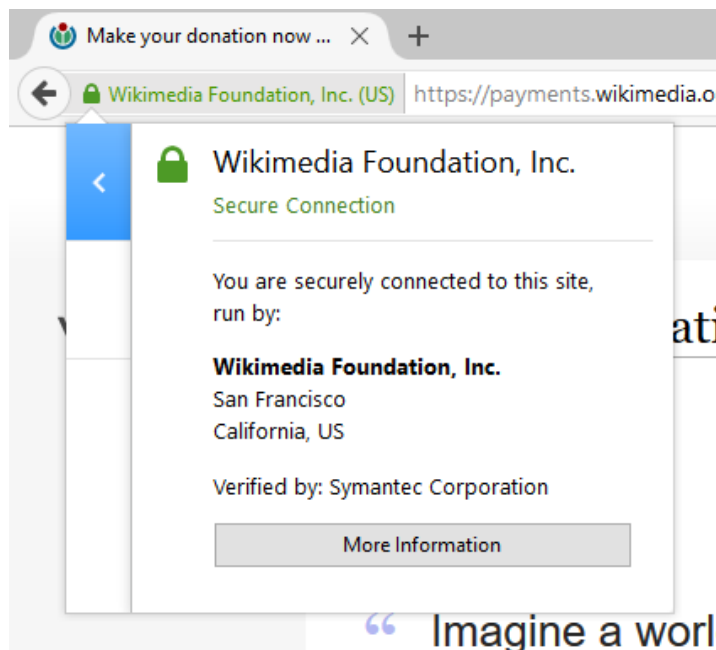 Make your donation now ...
Wikimedia Foundation, Inc. (US) https://payments.wikimedia.o
Wikimedia Foundation, Inc.
Secure Connection
You are securely connected to this site,
run by:
ati
Wikimedia Foundation, Inc.
San Francisco
California, US
Verified by: Symantec Corporation
More Information
“ Imagine a worl